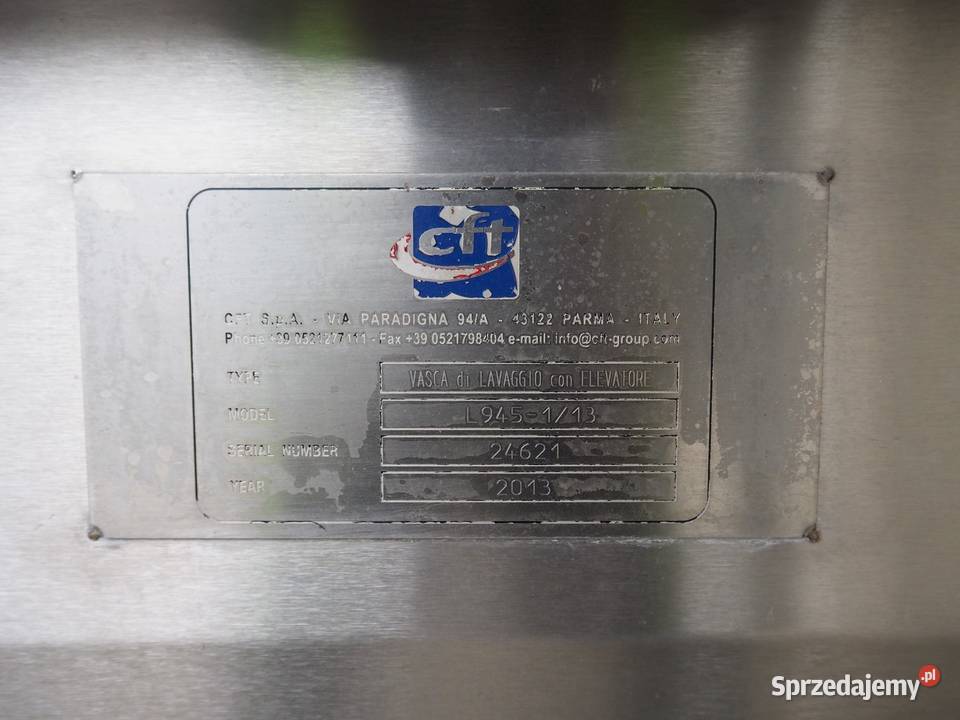 cft
CFT S.p.A. - VIA PARADIGNA 94/A - 43122 PARMA - ITALY
Phone +39 0521277111 - Fax +39 0521798404 e-mail: info@cft-group.com
TYPE VASCA di LAVAGGIO con ELEVATORE
MODEL L945-1/13
SERIAL NUMBER 24621
YEAR 2013
Sprzedajemy.pl